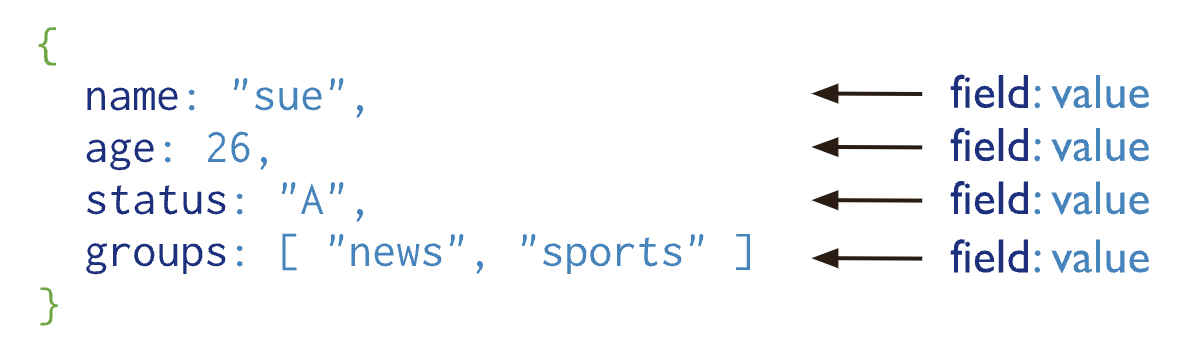 {
name: "sue", field: value
age: 26, field: value
status: "A", field: value
groups: [ "news", "sports" ] field: value
}